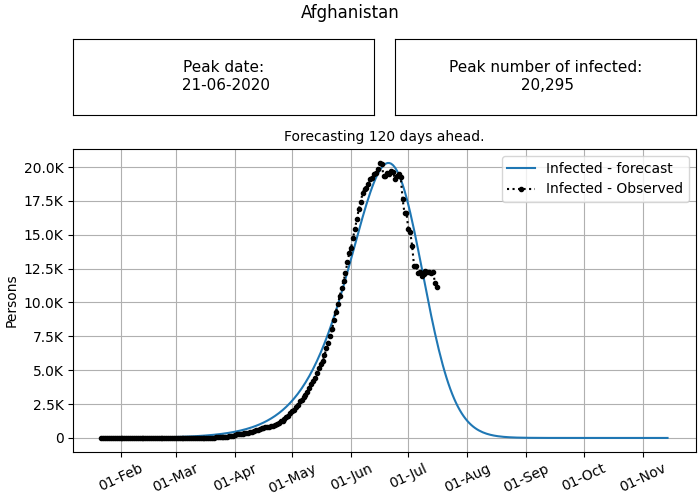 Afghanistan
Peak date:
21-06-2020
Peak number of infected:
20,295
Forecasting 120 days ahead.
Infected - forecast
Infected - Observed
20.0K
17.5K
15.0K
12.5K
10.0K
7.5K
5.0K
2.5K
0
Persons
01-Feb
01-Mar
01-Apr
01-May
01-Jun
01-Jul
01-Aug
01-Sep
01-Oct
01-Nov